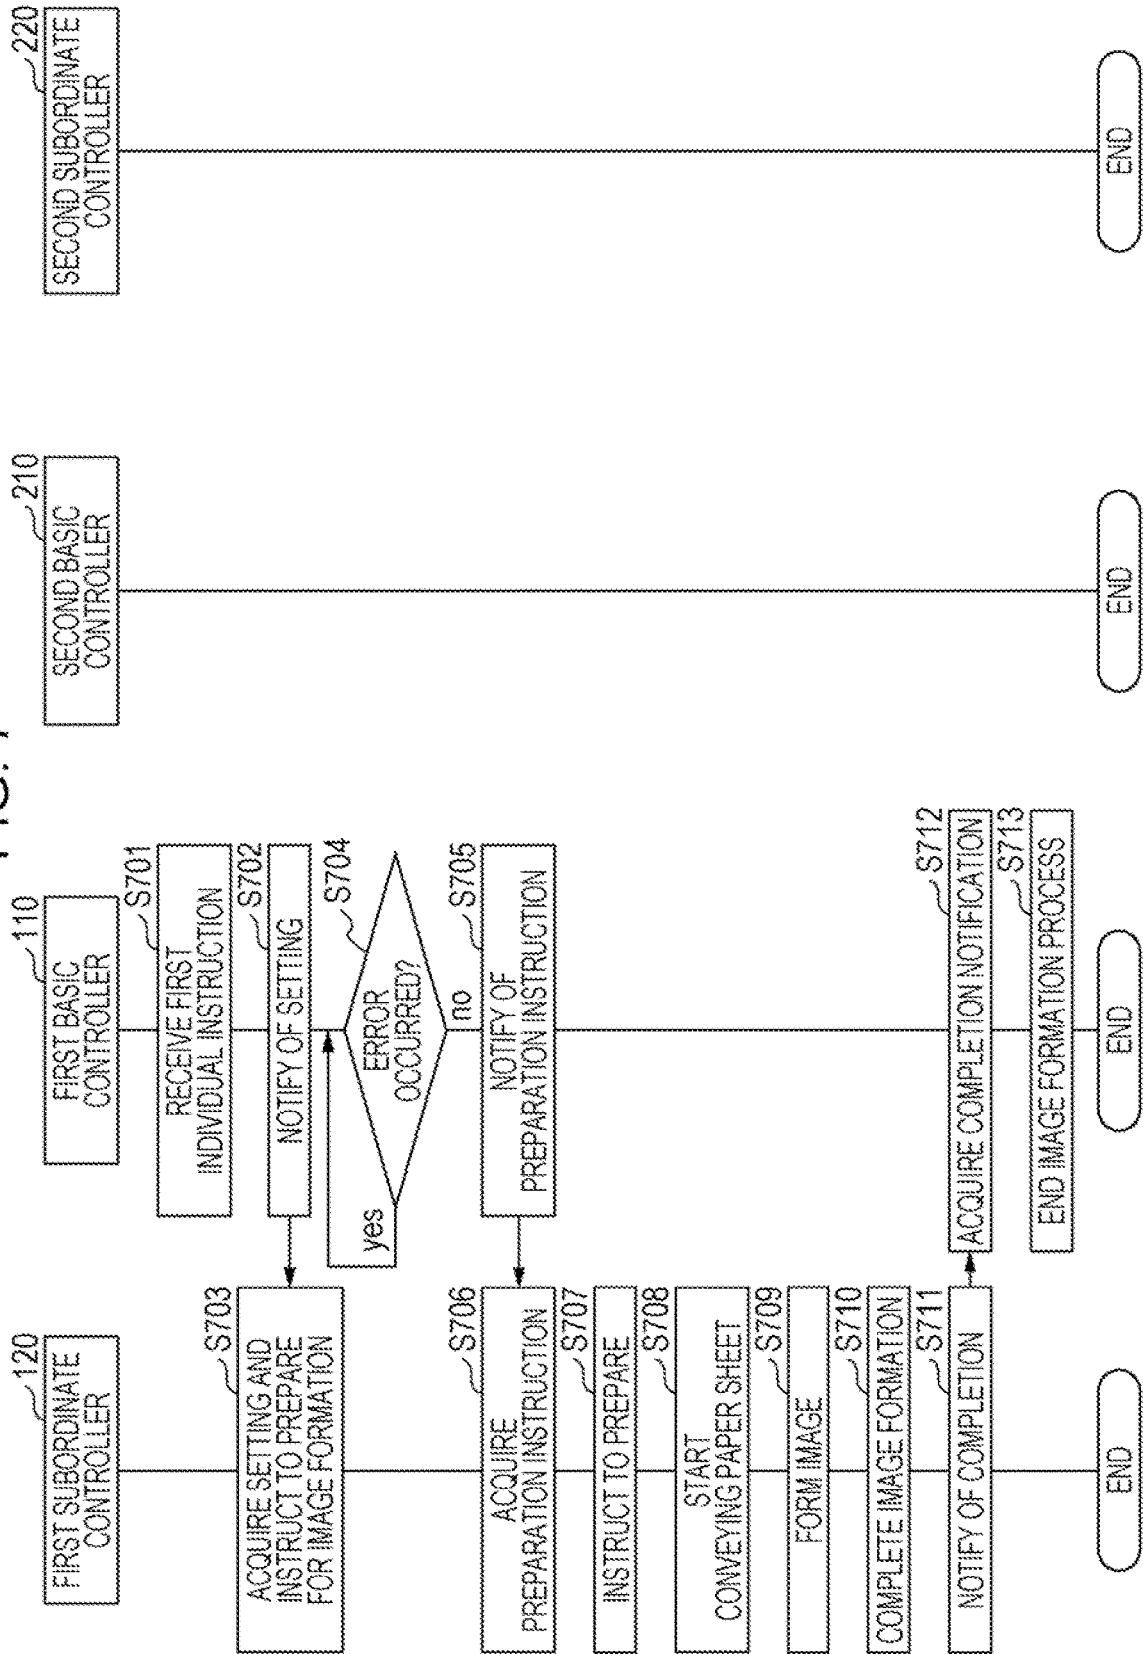 FIG. 7
120
FIRST SUBORDINATE
CONTROLLER
110
FIRST BASIC
CONTROLLER
210
SECOND BASIC
CONTROLLER
220
SECOND SUBORDINATE
CONTROLLER
S701
RECEIVE FIRST
INDIVIDUAL INSTRUCTION
S702
NOTIFY OF SETTING
S703
ACQUIRE SETTING AND
INSTRUCT TO PREPARE
FOR IMAGE FORMATION
S704
ERROR
OCCURRED?
yes
no
S705
NOTIFY OF
PREPARATION INSTRUCTION
S706
ACQUIRE
PREPARATION INSTRUCTION
S707
INSTRUCT TO PREPARE
S708
START
CONVEYING PAPER SHEET
S709
FORM IMAGE
S710
COMPLETE IMAGE FORMATION
S711
NOTIFY OF COMPLETION
S712
ACQUIRE COMPLETION NOTIFICATION
S713
END IMAGE FORMATION PROCESS
END
END
END
END